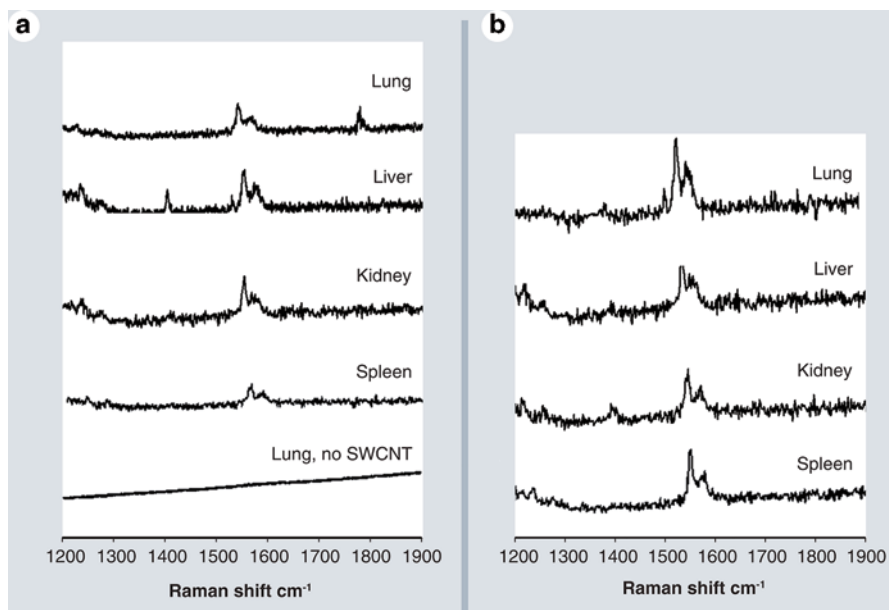 a
Lung
Liver
Kidney
Spleen
Lung, no SWCNT
1200 1300 1400 1500 1600 1700 1800 1900
Raman shift cm⁻¹
b
Lung
Liver
Kidney
Spleen
1200 1300 1400 1500 1600 1700 1800 1900
Raman shift cm⁻¹